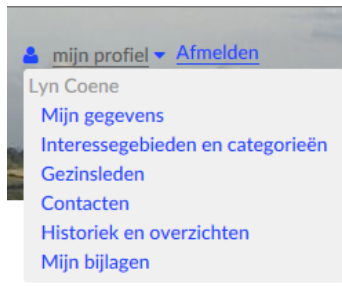 mijn profiel Afmelden
Lyn Coene
Mijn gegevens
Interessegebieden en categorieën
Gezinsleden
Contacten
Historiek en overzichten
Mijn bijlagen